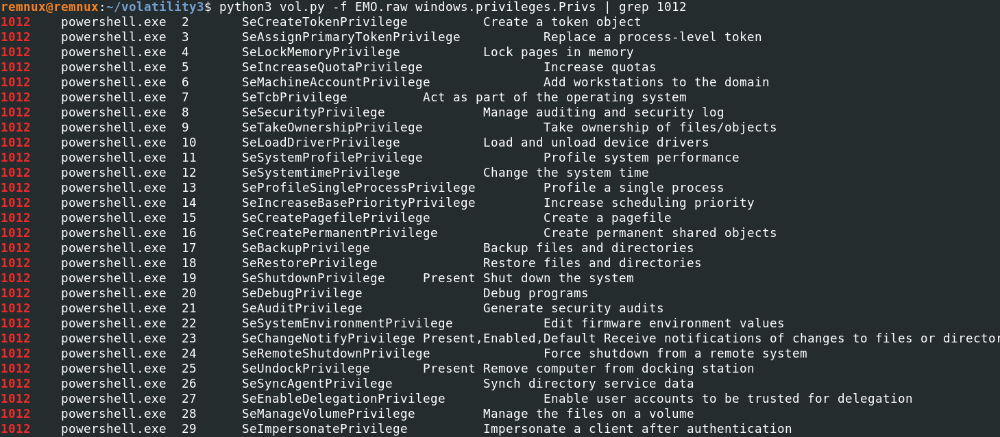 remnux@remnux:~/volatility3$ python3 vol.py -f EMO.raw windows.privileges.Privs | grep 1012
1012 powershell.exe 2 SeCreateTokenPrivilege Create a token object
1012 powershell.exe 3 SeAssignPrimaryTokenPrivilege Replace a process-level token
1012 powershell.exe 4 SeLockMemoryPrivilege Lock pages in memory
1012 powershell.exe 5 SeIncreaseQuotaPrivilege Increase quotas
1012 powershell.exe 6 SeMachineAccountPrivilege Add workstations to the domain
1012 powershell.exe 7 SeTcbPrivilege Act as part of the operating system
1012 powershell.exe 8 SeSecurityPrivilege Manage auditing and security log
1012 powershell.exe 9 SeTakeOwnershipPrivilege Take ownership of files/objects
1012 powershell.exe 10 SeLoadDriverPrivilege Load and unload device drivers
1012 powershell.exe 11 SeSystemProfilePrivilege Profile system performance
1012 powershell.exe 12 SeSystemtimePrivilege Change the system time
1012 powershell.exe 13 SeProfileSingleProcessPrivilege Profile a single process
1012 powershell.exe 14 SeIncreaseBasePriorityPrivilege Increase scheduling priority
1012 powershell.exe 15 SeCreatePagefilePrivilege Create a pagefile
1012 powershell.exe 16 SeCreatePermanentPrivilege Create permanent shared objects
1012 powershell.exe 17 SeBackupPrivilege Backup files and directories
1012 powershell.exe 18 SeRestorePrivilege Restore files and directories
1012 powershell.exe 19 SeShutdownPrivilege Present Shut down the system
1012 powershell.exe 20 SeDebugPrivilege Debug programs
1012 powershell.exe 21 SeAuditPrivilege Generate security audits
1012 powershell.exe 22 SeSystemEnvironmentPrivilege Edit firmware environment values
1012 powershell.exe 23 SeChangeNotifyPrivilege Present,Enabled,Default Receive notifications of changes to files or director
1012 powershell.exe 24 SeRemoteShutdownPrivilege Force shutdown from a remote system
1012 powershell.exe 25 SeUndockPrivilege Present Remove computer from docking station
1012 powershell.exe 26 SeSyncAgentPrivilege Synch directory service data
1012 powershell.exe 27 SeEnableDelegationPrivilege Enable user accounts to be trusted for delegation
1012 powershell.exe 28 SeManageVolumePrivilege Manage the files on a volume
1012 powershell.exe 29 SeImpersonatePrivilege Impersonate a client after authentication